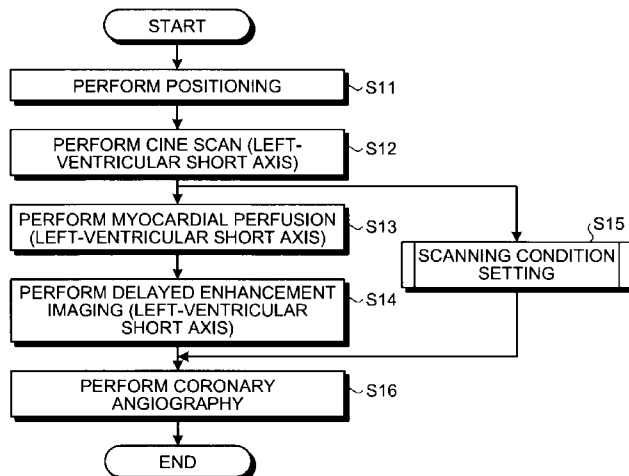 START
PERFORM POSITIONING
S11
PERFORM CINE SCAN (LEFT-
VENTRICULAR SHORT AXIS)
S12
PERFORM MYOCARDIAL PERFUSION
(LEFT-VENTRICULAR SHORT AXIS)
S13
S15
SCANNING CONDITION
SETTING
PERFORM DELAYED ENHANCEMENT
IMAGING (LEFT-VENTRICULAR
SHORT AXIS)
S14
PERFORM CORONARY
ANGIOGRAPHY
S16
END